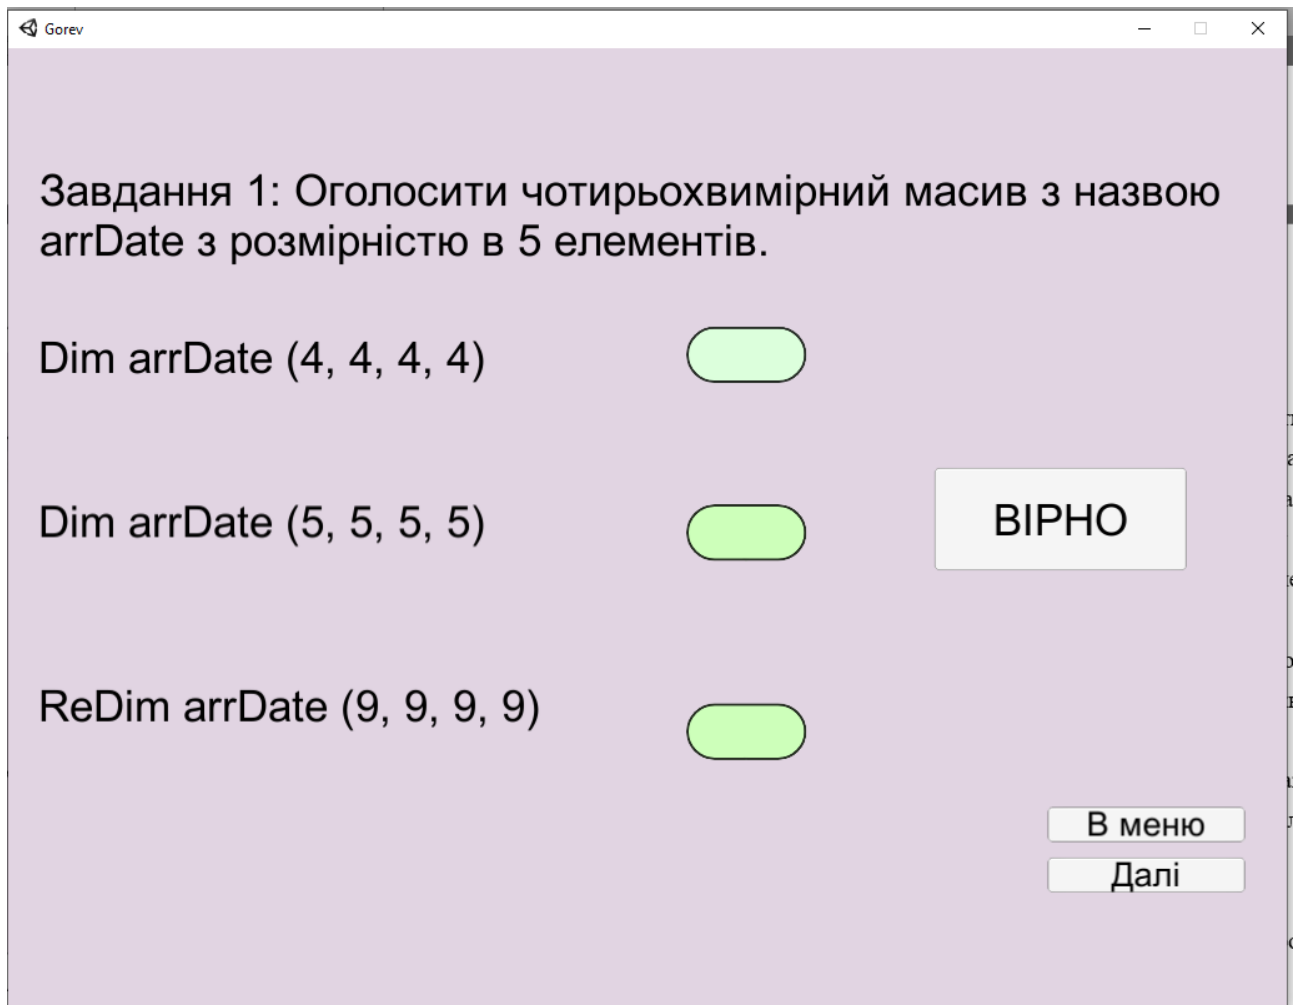 Gorev
Завдання 1: Оголосити чотирьохвимірний масив з назвою
arrDate з розмірністю в 5 елементів.
Dim arrDate (4, 4, 4, 4)
Dim arrDate (5, 5, 5, 5)
ВІРНО
ReDim arrDate (9, 9, 9, 9)
В меню
Далі